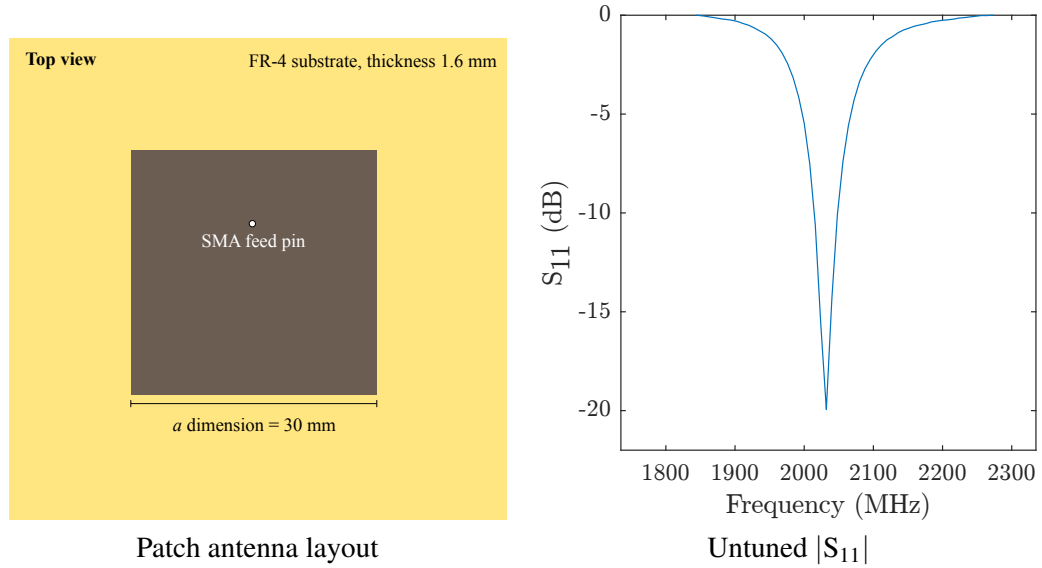 Top view
FR-4 substrate, thickness 1.6 mm
SMA feed pin
a dimension = 30 mm
Patch antenna layout
0
-5
-10
-15
-20
S11 (dB)
1800 1900 2000 2100 2200 2300
Frequency (MHz)
Untuned |S11|